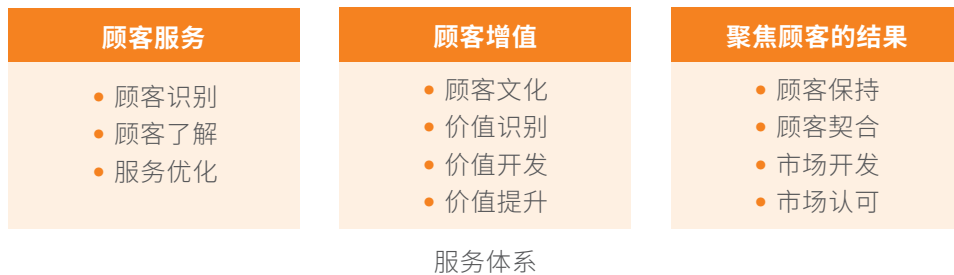 顾客服务
顾客识别
顾客了解
服务优化
顾客增值
顾客文化
价值识别
价值开发
价值提升
聚焦顾客的结果
顾客保持
顾客契合
市场开发
市场认可
服务体系